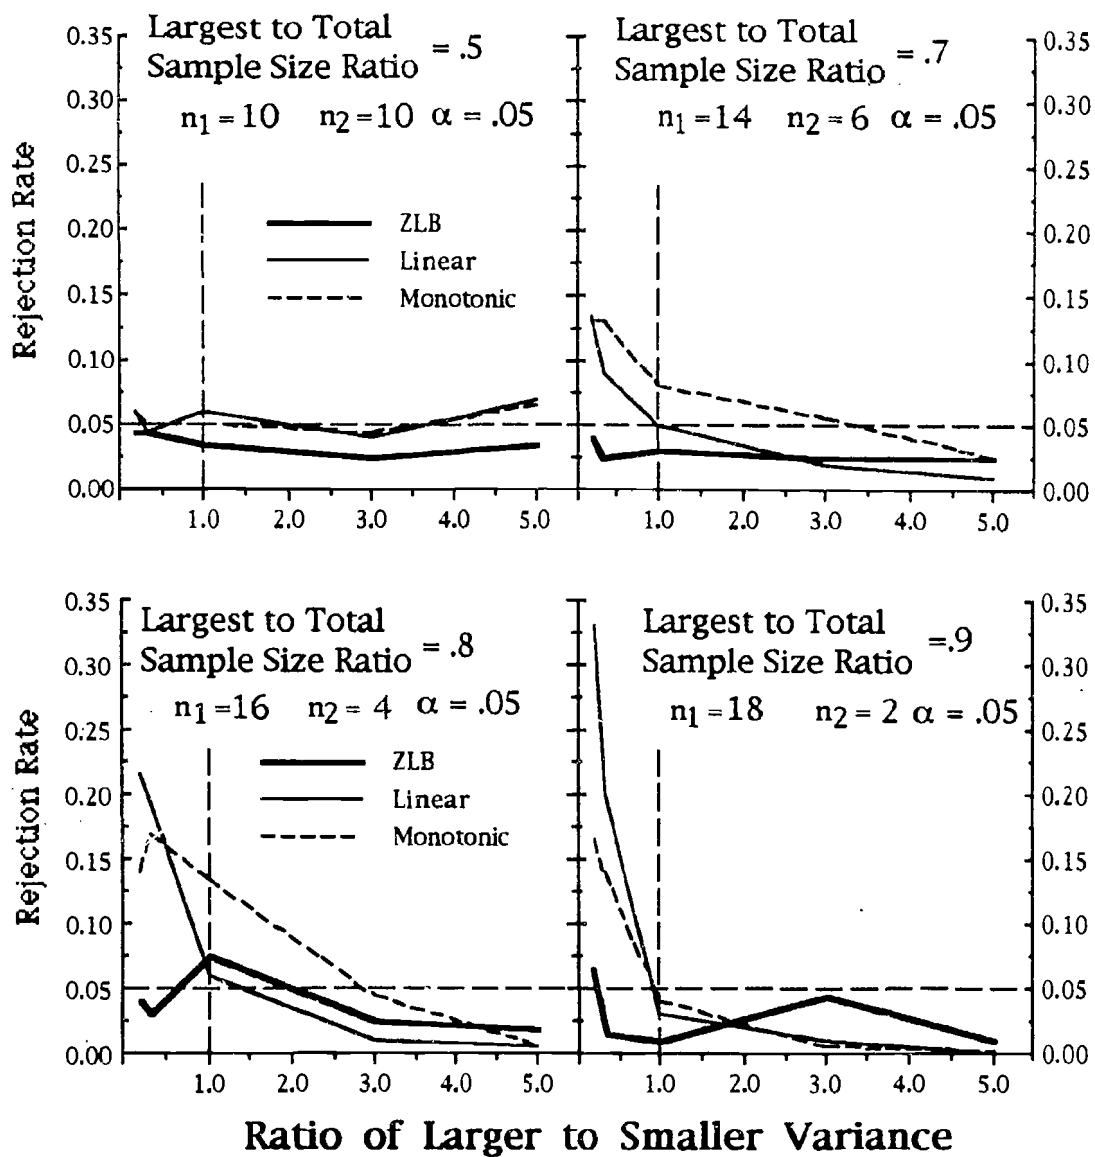 Largest to Total
Sample Size Ratio = .5
n1 = 10 n2 = 10 α = .05
0.35
0.30
0.25
0.20
0.15
0.10
0.05
0.00
Rejection Rate
ZLB
Linear
Monotonic
1.0 2.0 3.0 4.0 5.0
Largest to Total
Sample Size Ratio = .7
n1 = 14 n2 = 6 α = .05
0.35
0.30
0.25
0.20
0.15
0.10
0.05
0.00
1.0 2.0 3.0 4.0 5.0
Largest to Total
Sample Size Ratio = .8
n1 = 16 n2 = 4 α = .05
0.35
0.30
0.25
0.20
0.15
0.10
0.05
0.00
Rejection Rate
ZLB
Linear
Monotonic
1.0 2.0 3.0 4.0 5.0
Largest to Total
Sample Size Ratio = .9
n1 = 18 n2 = 2 α = .05
0.35
0.30
0.25
0.20
0.15
0.10
0.05
0.00
1.0 2.0 3.0 4.0 5.0
Ratio of Larger to Smaller Variance